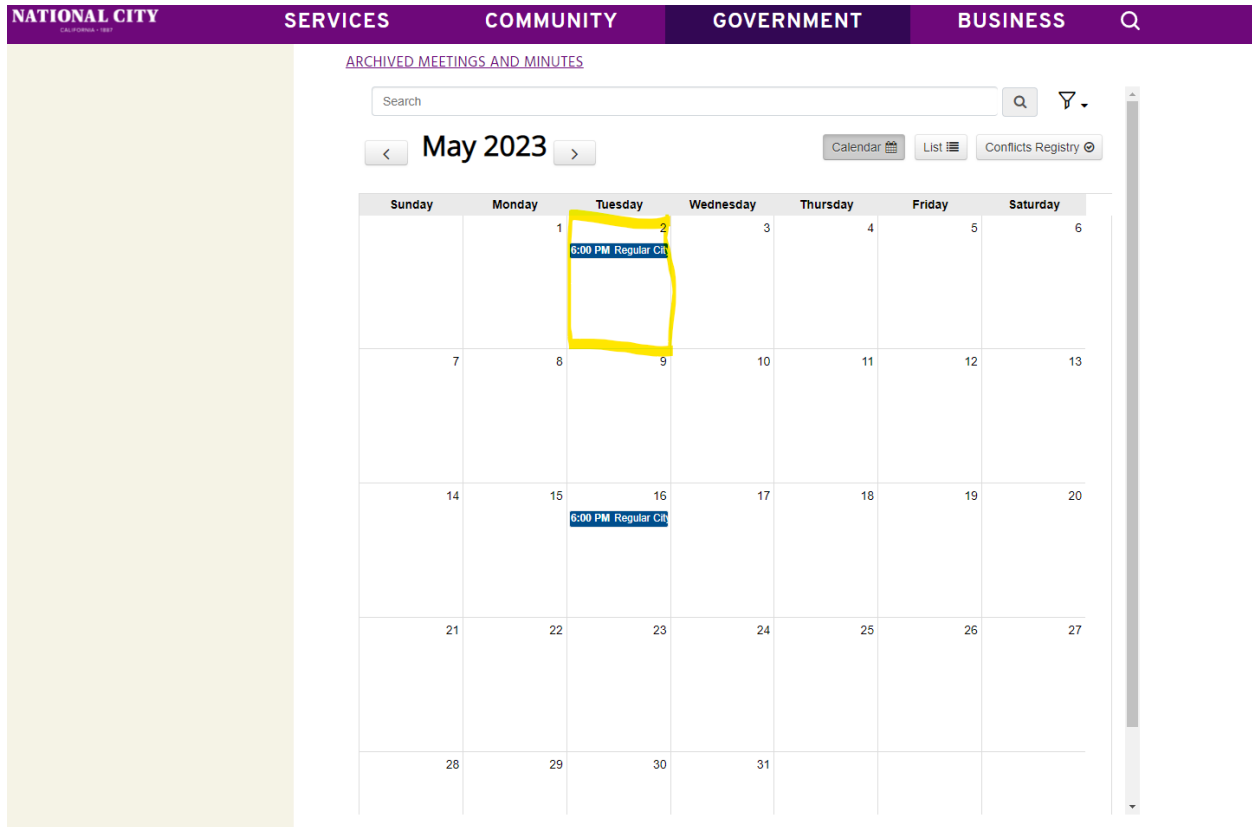 NATIONAL CITY SERVICES COMMUNITY GOVERNMENT BUSINESS
CALIFORNIA - 1887
ARCHIVED MEETINGS AND MINUTES
Search
May 2023 Calendar List Conflicts Registry
Sunday Monday Tuesday Wednesday Thursday Friday Saturday
1 2 3 4 5 6
6:00 PM Regular City
7 8 9 10 11 12 13
14 15 16 17 18 19 20
6:00 PM Regular City
21 22 23 24 25 26 27
28 29 30 31